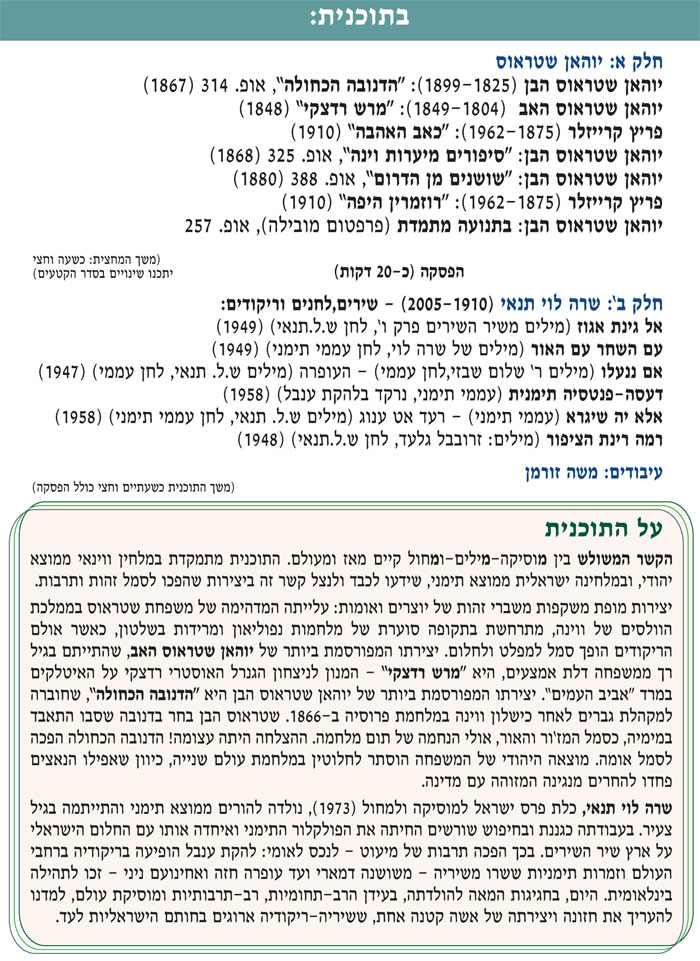 בתוכנית:
חלק א: יוהאן שטראוס
יוהאן שטראוס הבן (1825–1899): "הדנובה הכחולה", אופ. 314 (1867)
יוהאן שטראוס האב (1804–1849): "מרש רדצקי" (1848)
פריץ קרייזלר (1875–1962): "כאב האהבה" (1910)
יוהאן שטראוס הבן: "סיפורים מיערות וינה", אופ. 325 (1868)
יוהאן שטראוס הבן: "שושנים מן הדרום", אופ. 388 (1880)
פריץ קרייזלר (1875–1962): "רוזמרין היפה" (1910)
יוהאן שטראוס הבן: בתנועה מתמדת (פרפטום מובילה), אופ. 257
(משך המחצית: כשעה וחצי
הפסקה (כ–20 דקות)
יתכנו שינויים בסדר הקטעים)
חלק ב': שרה לוי תנאי (1910–2005) – שירים,לחנים וריקודים:
אל גינת אגוז (מילים משיר השירים פרק ו', לחן ש.ל.תנאי) (1949)
עם השחר עם האור (מילים של שרה לוי, לחן עממי תימני) (1949)
אם ננעלו (מילים ר' שלום שבזי,לחן עממי) – העופרה (מילים ש.ל. תנאי, לחן עממי) (1947)
דעסה–פנטסיה תימנית (עממי תימני, נרקד בלהקת ענבל) (1958)
אלא יה שיגרא (עממי תימני) – רעד אט ענוג (מילים ש.ל. תנאי, לחן עממי תימני) (1958)
רמה רינת הציפור (מילים: זרובבל גלעד, לחן ש.ל.תנאי) (1948)
עיבודים: משה זורמן
(משך התוכנית כשעתיים וחצי כולל הפסקה)
על התוכנית
הקשר המשולש בין מוסיקה–מילים–ומחול קיים מאז ומעולם. התוכנית מתמקדת במלחין ווינאי ממוצא
יהודי, ובמלחינה ישראלית ממוצא תימני, שידעו לכבד ולנצל קשר זה ביצירות שהפכו לסמל זהות ותרבות.
יצירות מופת משקפות משברי זהות של יוצרים ואומות: עלייתה המדהימה של משפחת שטראוס בממלכת
הוולסים של ווינה, מתרחשת בתקופה סוערת של מלחמות נפוליאון ומרידות בשלטון, כאשר אולם
הריקודים הופך סמל למפלט ולחלום. יצירתו המפורסמת ביותר של יוהאן שטראוס האב, שהתייתם בגיל
רך ממשפחה דלת אמצעים, היא "מרש רדצקי" – המנון לניצחון הגנרל האוסטרי רדצקי על האיטלקים
במרד "אביב העמים". יצירתו המפורסמת ביותר של יוהאן שטראוס הבן היא "הדנובה הכחולה", שחוברה
למקהלת גברים לאחר כישלון ווינה במלחמת פרוסיה ב–1866. שטראוס הבן בחר בדנובה שסבו התאבד
במימיה, כסמל המז'ור והאור, אולי הנחמה של תום מלחמה. ההצלחה היתה עצומה! הדנובה הכחולה הפכה
לסמל אומה. מוצאה היהודי של המשפחה הוסתר לחלוטין במלחמת עולם שנייה, כיוון שאפילו הנאצים
פחדו להחרים מנגינה המזוהה עם מדינה.
שרה לוי תנאי, כלת פרס ישראל למוסיקה ולמחול (1973), נולדה להורים ממוצא תימני והתייתמה בגיל
צעיר. בעבודתה כגננת ובחיפוש שורשים החיתה את הפולקלור התימני ואיחדה אותו עם החלום הישראלי
על ארץ שיר השירים. בכך הפכה תרבות של מיעוט – לנכס לאומי: להקת ענבל הופיעה בריקודיה ברחבי
העולם וזמרות תימניות ששרו משיריה – משושנה דמארי ועד עופרה חזה ואחינועם ניני – זכו לתהילה
בינלאומית. היום, בחגיגות המאה להולדתה, בעידן הרב–תחומיות, רב–תרבותיות ומוסיקת עולם, למדנו
להעריך את חזונה ויצירתה של אשה קטנה אחת, ששיריה–ריקודיה ארוגים בחותם הישראליות לעד.